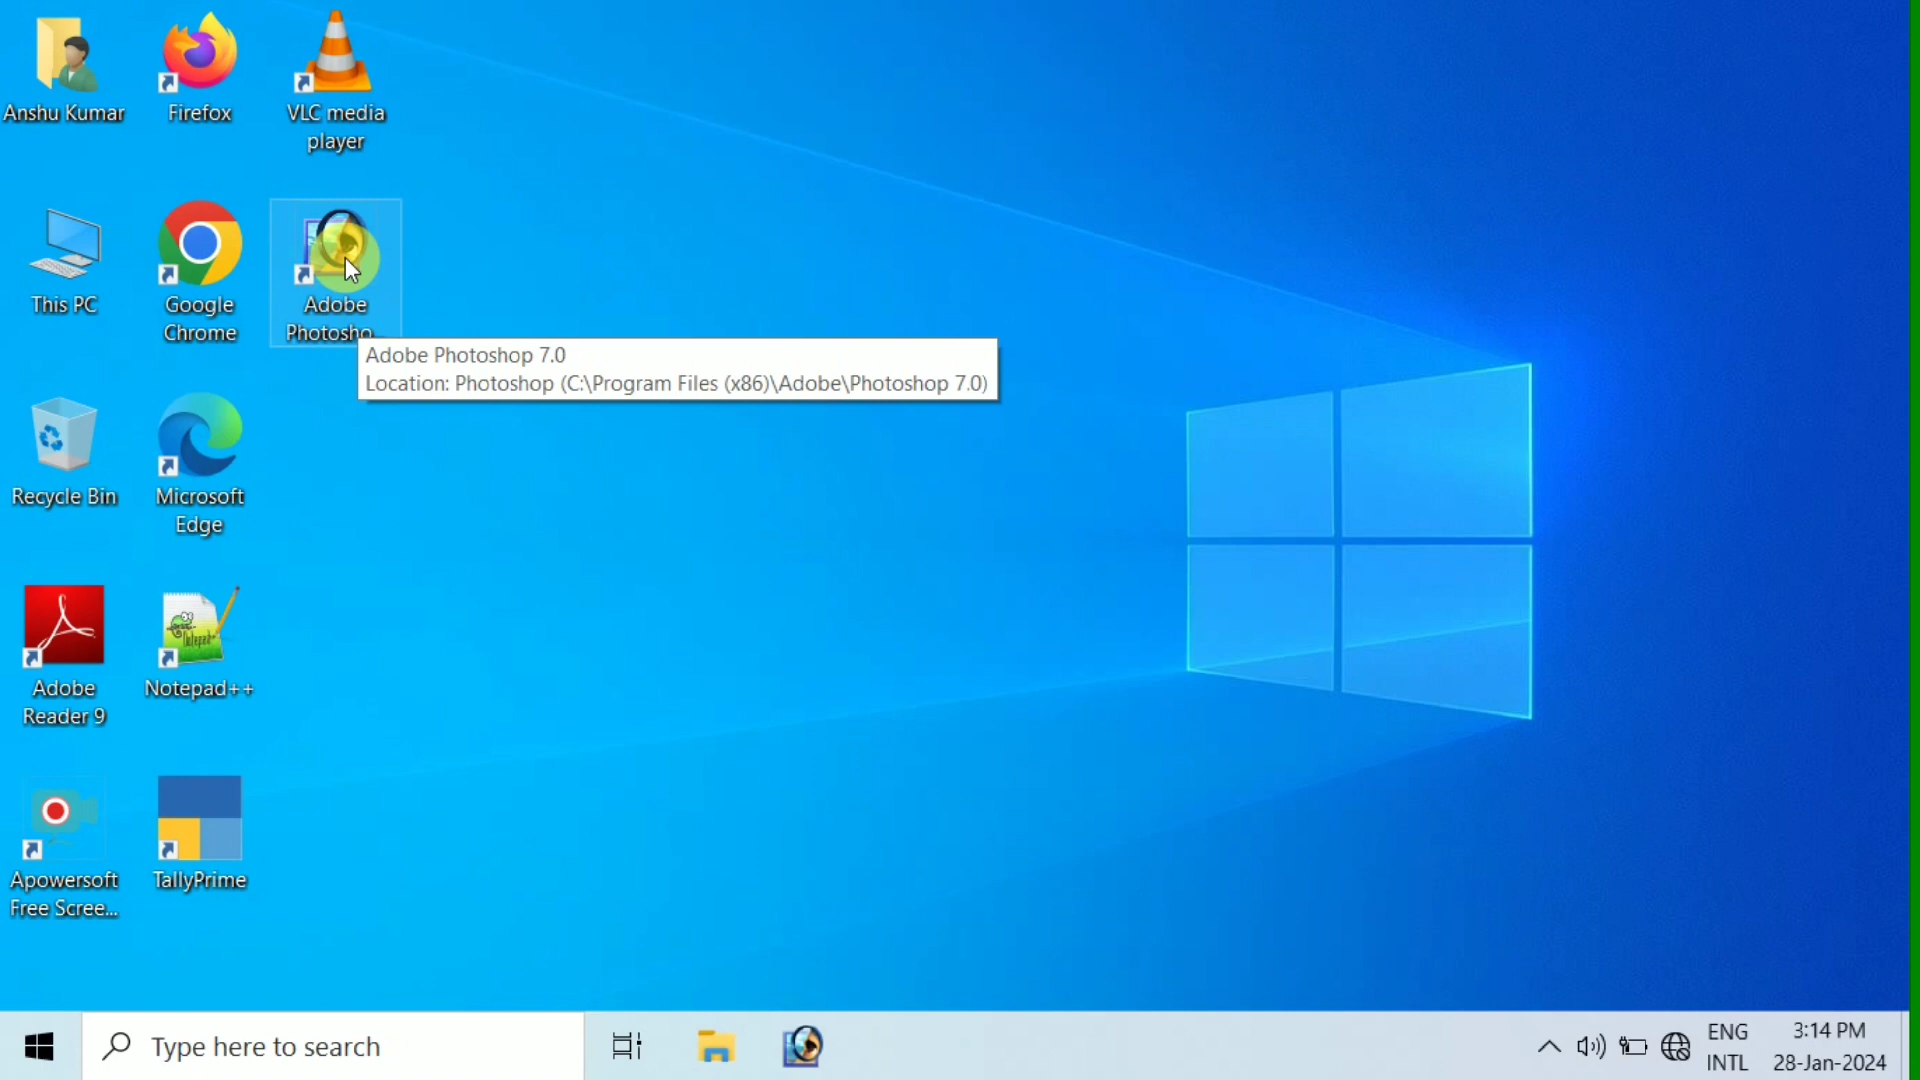 Anshu Kumar
Firefox
VLC media
player
This PC
Google
Chrome
Adobe
Photosho...
Adobe Photoshop 7.0
Location: Photoshop (C:\Program Files (x86)\Adobe\Photoshop 7.0)
Recycle Bin
Microsoft
Edge
Adobe
Reader 9
Notepad++
Apowersoft
Free Scree...
TallyPrime
Type here to search
ENG
INTL
3:14 PM
28-Jan-2024